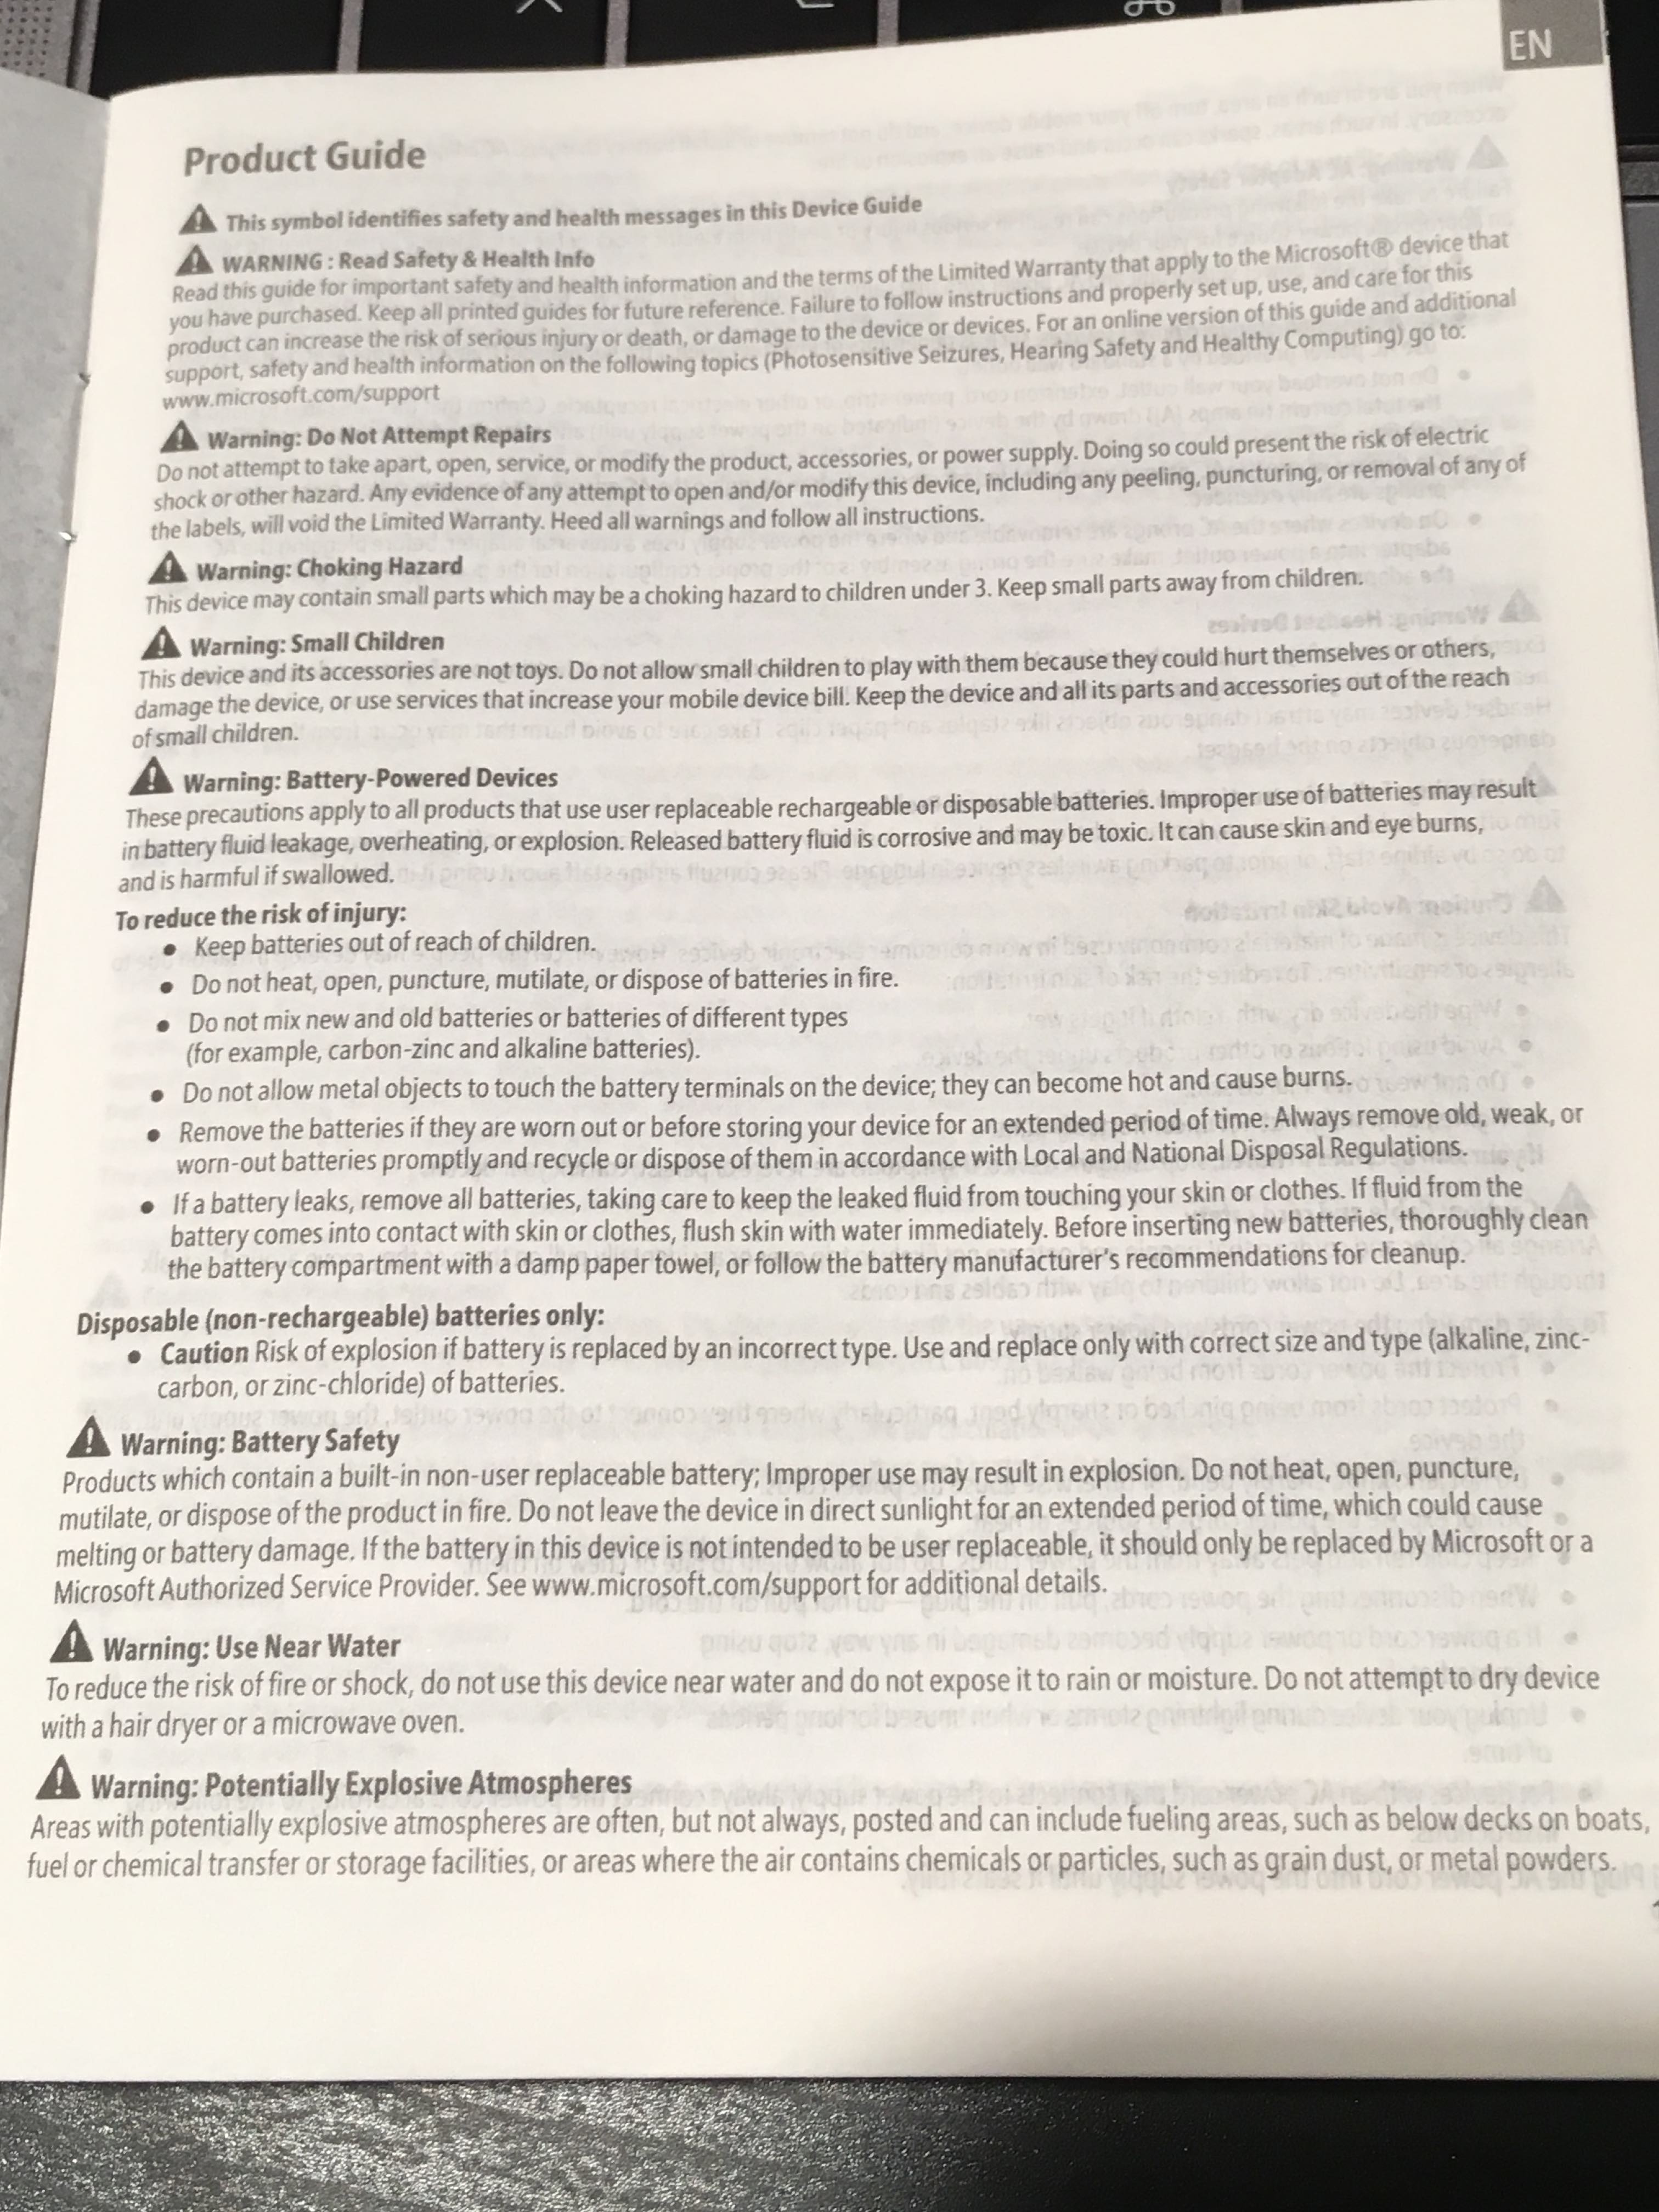 EN
Product Guide
This symbol identifies safety and health messages in this Device Guide
WARNING : Read Safety & Health Info
Read this guide for important safety and health information and the terms of the Limited Warranty that apply to the Microsoft® device that
you have purchased. Keep all printed guides for future reference. Failure to follow instructions and properly set up, use, and care for this
product can increase the risk of serious injury or death, or damage to the device or devices. For an online version of this guide and additional
support, safety and health information on the following topics (Photosensitive Seizures, Hearing Safety and Healthy Computing) go to:
www.microsoft.com/support
Warning: Do Not Attempt Repairs
Do not attempt to take apart, open, service, or modify the product, accessories, or power supply. Doing so could present the risk of electric
shock or other hazard. Any evidence of any attempt to open and/or modify this device, including any peeling, puncturing, or removal of any of
the labels, will void the Limited Warranty. Heed all warnings and follow all instructions.
Warning: Choking Hazard
This device may contain small parts which may be a choking hazard to children under 3. Keep small parts away from children.
Warning: Small Children
This device and its accessories are not toys. Do not allow small children to play with them because they could hurt themselves or others,
damage the device, or use services that increase your mobile device bill. Keep the device and all its parts and accessories out of the reach
of small children.
Warning: Battery-Powered Devices
These precautions apply to all products that use user replaceable rechargeable or disposable batteries. Improper use of batteries may result
in battery fluid leakage, overheating, or explosion. Released battery fluid is corrosive and may be toxic. It can cause skin and eye burns,
and is harmful if swallowed.
To reduce the risk of injury:
• Keep batteries out of reach of children.
• Do not heat, open, puncture, mutilate, or dispose of batteries in fire.
• Do not mix new and old batteries or batteries of different types
(for example, carbon-zinc and alkaline batteries).
• Do not allow metal objects to touch the battery terminals on the device; they can become hot and cause burns.
• Remove the batteries if they are worn out or before storing your device for an extended period of time. Always remove old, weak, or
worn-out batteries promptly and recycle or dispose of them in accordance with Local and National Disposal Regulations.
• If a battery leaks, remove all batteries, taking care to keep the leaked fluid from touching your skin or clothes. If fluid from the
battery comes into contact with skin or clothes, flush skin with water immediately. Before inserting new batteries, thoroughly clean
the battery compartment with a damp paper towel, or follow the battery manufacturer's recommendations for cleanup.
Disposable (non-rechargeable) batteries only:
• Caution Risk of explosion if battery is replaced by an incorrect type. Use and replace only with correct size and type (alkaline, zinc-
carbon, or zinc-chloride) of batteries.
Warning: Battery Safety
Products which contain a built-in non-user replaceable battery; Improper use may result in explosion. Do not heat, open, puncture,
mutilate, or dispose of the product in fire. Do not leave the device in direct sunlight for an extended period of time, which could cause
melting or battery damage. If the battery in this device is not intended to be user replaceable, it should only be replaced by Microsoft or a
Microsoft Authorized Service Provider. See www.microsoft.com/support for additional details.
Warning: Use Near Water
To reduce the risk of fire or shock, do not use this device near water and do not expose it to rain or moisture. Do not attempt to dry device
with a hair dryer or a microwave oven.
Warning: Potentially Explosive Atmospheres
Areas with potentially explosive atmospheres are often, but not always, posted and can include fueling areas, such as below decks on boats,
fuel or chemical transfer or storage facilities, or areas where the air contains chemicals or particles, such as grain dust, or metal powders.